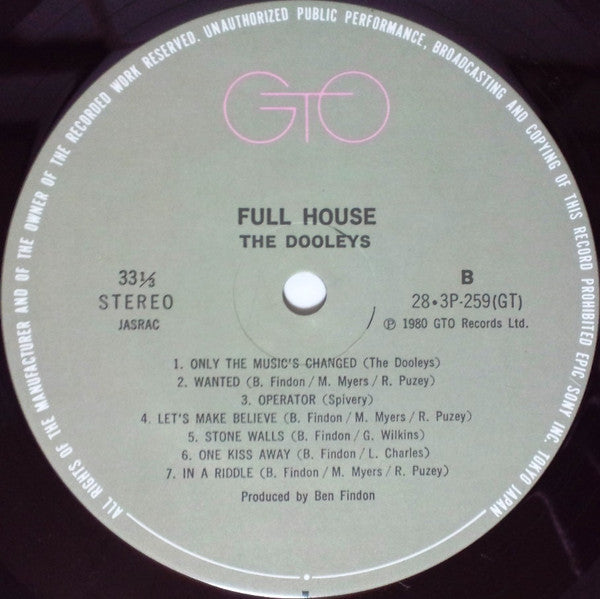 ALL RIGHTS OF THE MANUFACTURER AND OF THE OWNER OF THE RECORDED WORK RESERVED. UNAUTHORIZED PUBLIC PERFORMANCE, BROADCASTING AND COPYING OF THIS RECORD PROHIBITED EPIC/SONY INC. TOKYO JAPAN
GTO
FULL HOUSE
THE DOOLEYS
33⅓
STEREO
JASRAC
B
28•3P-259(GT)
℗ 1980 GTO Records Ltd.
1. ONLY THE MUSIC'S CHANGED (The Dooleys)
2. WANTED (B. Findon / M. Myers / R. Puzey)
3. OPERATOR (Spivery)
4. LET'S MAKE BELIEVE (B. Findon / M. Myers / R. Puzey)
5. STONE WALLS (B. Findon / G. Wilkins)
6. ONE KISS AWAY (B. Findon / L. Charles)
7. IN A RIDDLE (B. Findon / M. Myers / R. Puzey)
Produced by Ben Findon